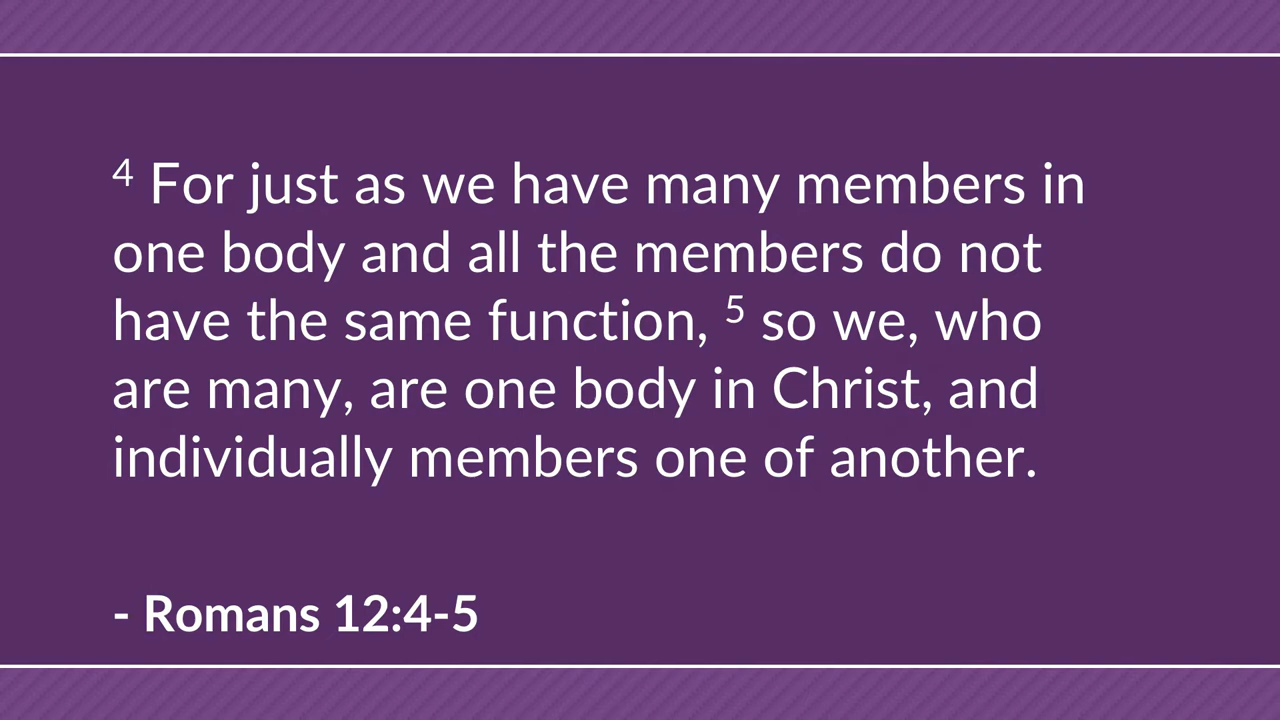 4 For just as we have many members in
one body and all the members do not
have the same function, 5 so we, who
are many, are one body in Christ, and
individually members one of another.
- Romans 12:4-5